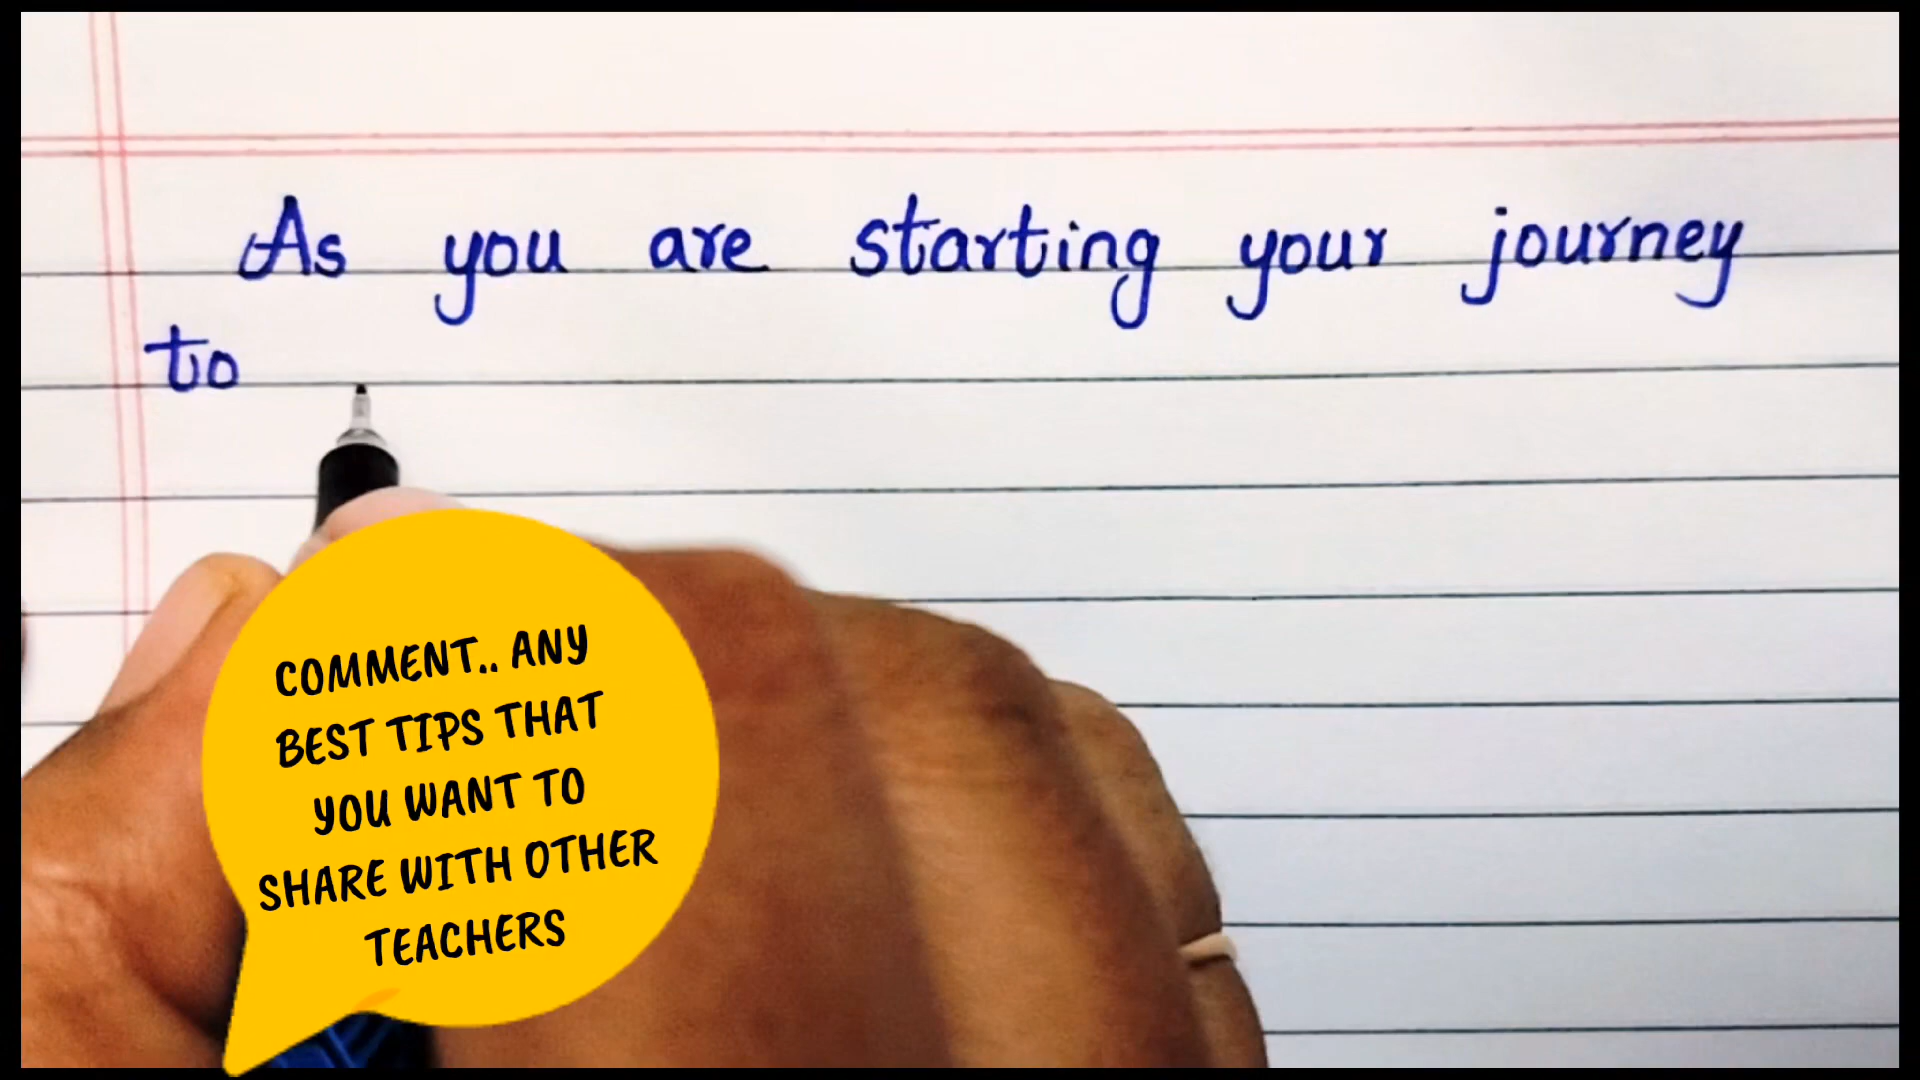 As you are starting your journey
to
COMMENT.. ANY
BEST TIPS THAT
YOU WANT TO
SHARE WITH OTHER
TEACHERS